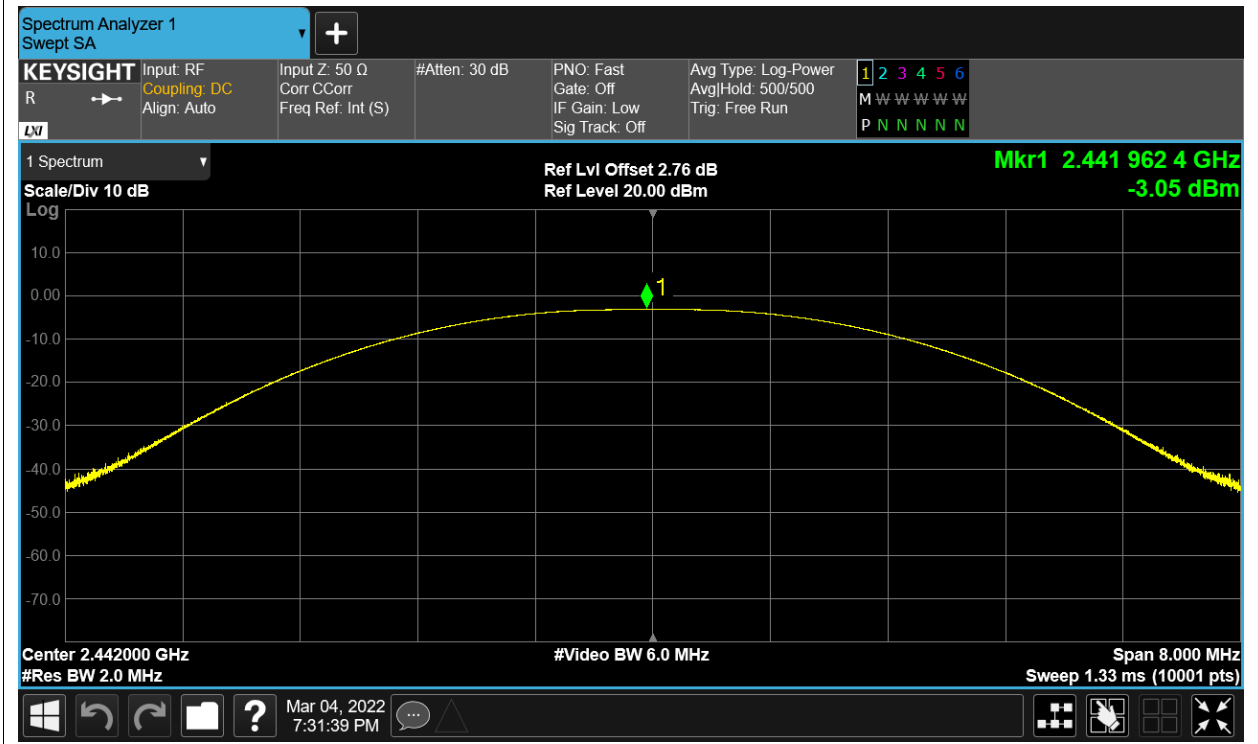 Spectrum Analyzer 1
Swept SA
KEYSIGHT
R
LXI
Input: RF
Coupling: DC
Align: Auto
Input Z: 50 Ω
Corr CCorr
Freq Ref: Int (S)
#Atten: 30 dB
PNO: Fast
Gate: Off
IF Gain: Low
Sig Track: Off
Avg Type: Log-Power
Avg|Hold: 500/500
Trig: Free Run
1 2 3 4 5 6
M W W W W W
P N N N N N
1 Spectrum
Scale/Div 10 dB
Log
Ref Lvl Offset 2.76 dB
Ref Level 20.00 dBm
Mkr1 2.441 962 4 GHz
-3.05 dBm
10.0
0.00
-10.0
-20.0
-30.0
-40.0
-50.0
-60.0
-70.0
1
Center 2.442000 GHz
#Res BW 2.0 MHz
#Video BW 6.0 MHz
Span 8.000 MHz
Sweep 1.33 ms (10001 pts)
?
Mar 04, 2022
7:31:39 PM